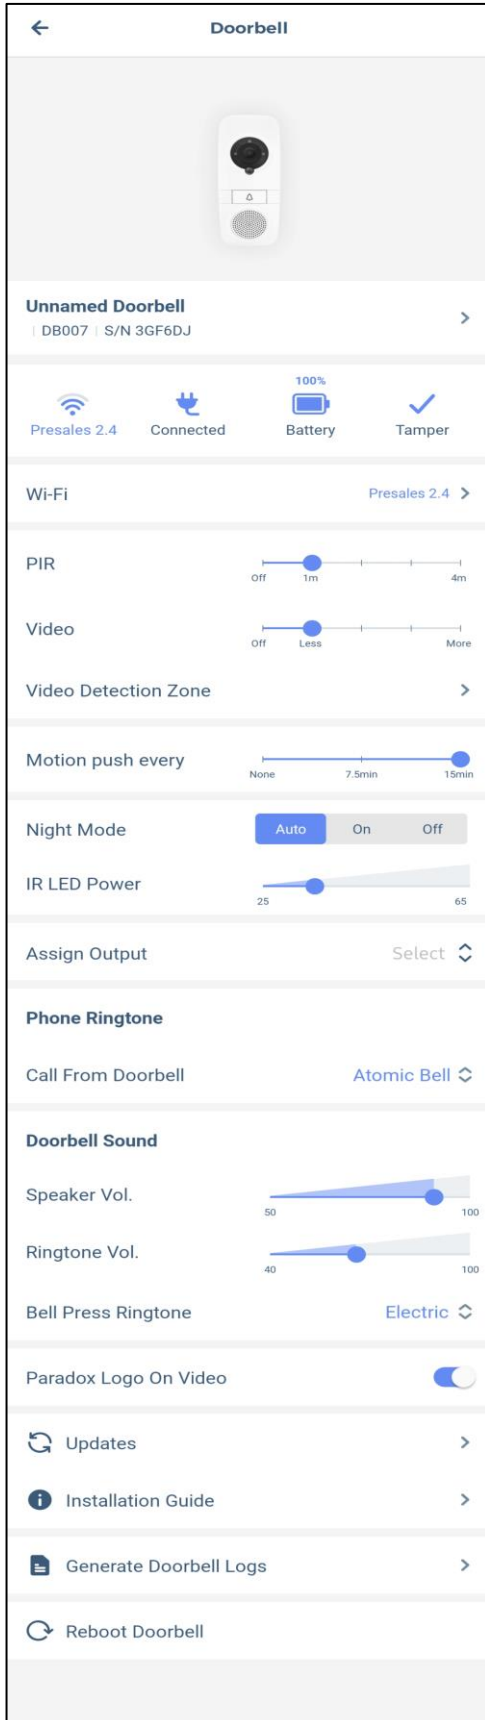 Doorbell
Unnamed Doorbell
| DB007 | S/N 3GF6DJ
100%
Presales 2.4 Connected Battery Tamper
Wi-Fi Presales 2.4
PIR
Off 1m 4m
Video
Off Less More
Video Detection Zone
Motion push every
None 7.5min 15min
Night Mode Auto On Off
IR LED Power
25 65
Assign Output Select
Phone Ringtone
Call From Doorbell Atomic Bell
Doorbell Sound
Speaker Vol.
50 100
Ringtone Vol.
40 100
Bell Press Ringtone Electric
Paradox Logo On Video
Updates
Installation Guide
Generate Doorbell Logs
Reboot Doorbell